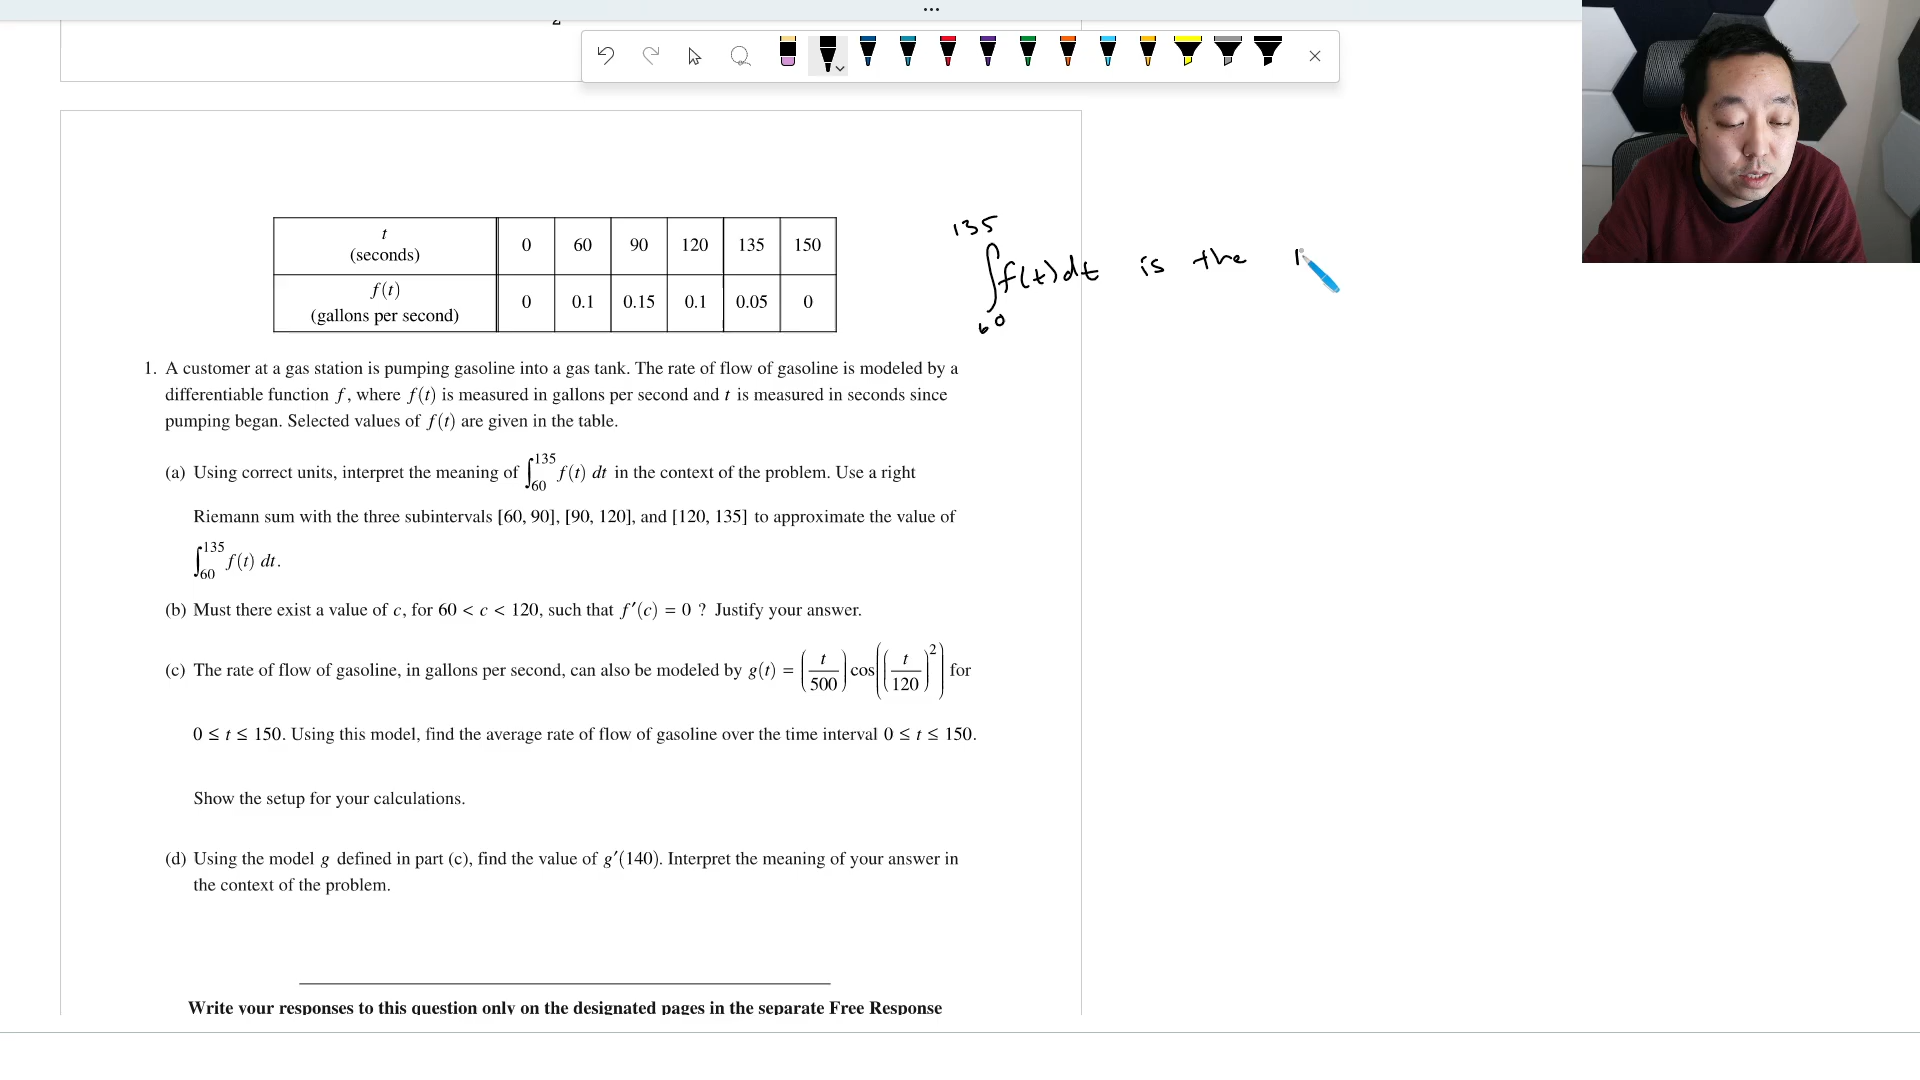 ...
t
(seconds)
0 60 90 120 135 150
f(t)
(gallons per second)
0 0.1 0.15 0.1 0.05 0
135
∫f(t)dt is the
60
1. A customer at a gas station is pumping gasoline into a gas tank. The rate of flow of gasoline is modeled by a
differentiable function f, where f(t) is measured in gallons per second and t is measured in seconds since
pumping began. Selected values of f(t) are given in the table.
(a) Using correct units, interpret the meaning of ∫₆₀¹³⁵ f(t) dt in the context of the problem. Use a right
Riemann sum with the three subintervals [60, 90], [90, 120], and [120, 135] to approximate the value of
∫₆₀¹³⁵ f(t) dt.
(b) Must there exist a value of c, for 60 < c < 120, such that f′(c) = 0 ? Justify your answer.
(c) The rate of flow of gasoline, in gallons per second, can also be modeled by g(t) = (t/500) cos((t/120)²) for
0 ≤ t ≤ 150. Using this model, find the average rate of flow of gasoline over the time interval 0 ≤ t ≤ 150.
Show the setup for your calculations.
(d) Using the model g defined in part (c), find the value of g′(140). Interpret the meaning of your answer in
the context of the problem.
Write your responses to this question only on the designated pages in the separate Free Response